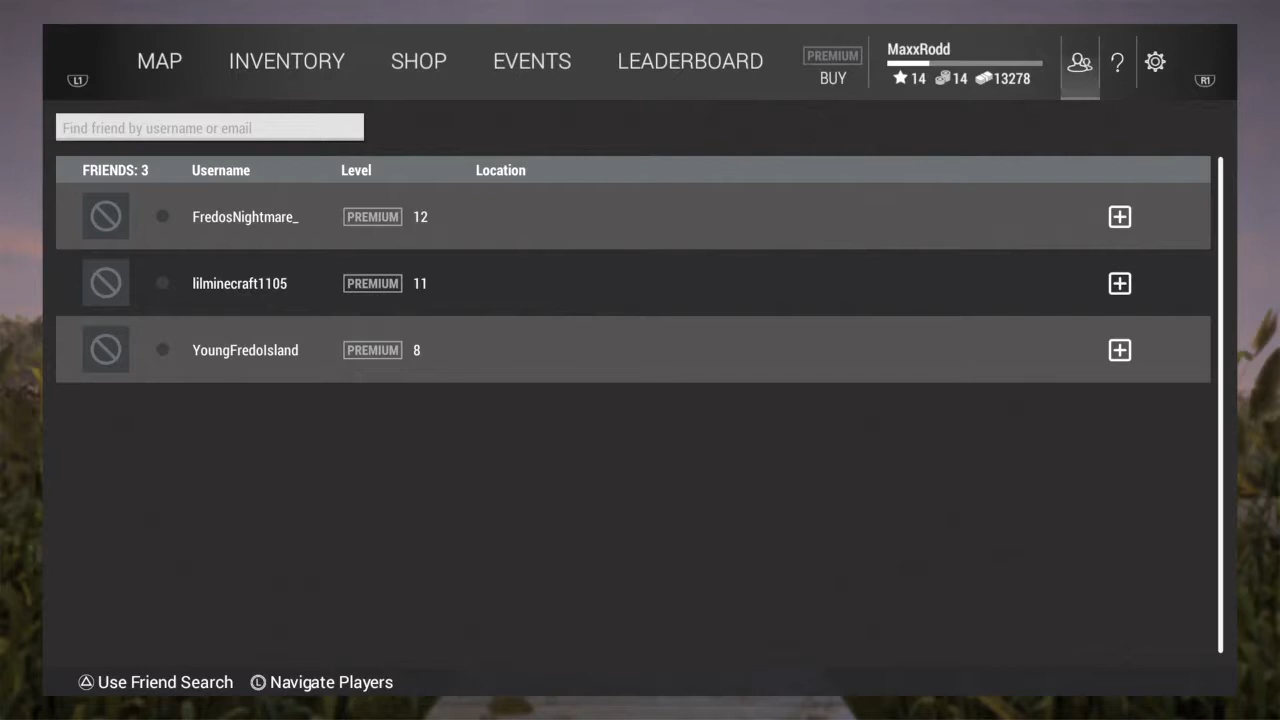 MAP INVENTORY SHOP EVENTS LEADERBOARD PREMIUM BUY MaxxRodd ?
L1 14 14 13278 R1
Find friend by username or email
FRIENDS: 3 Username Level Location
FredosNightmare_ PREMIUM 12
lilminecraft1105 PREMIUM 11
YoungFredoIsland PREMIUM 8
Use Friend Search L Navigate Players